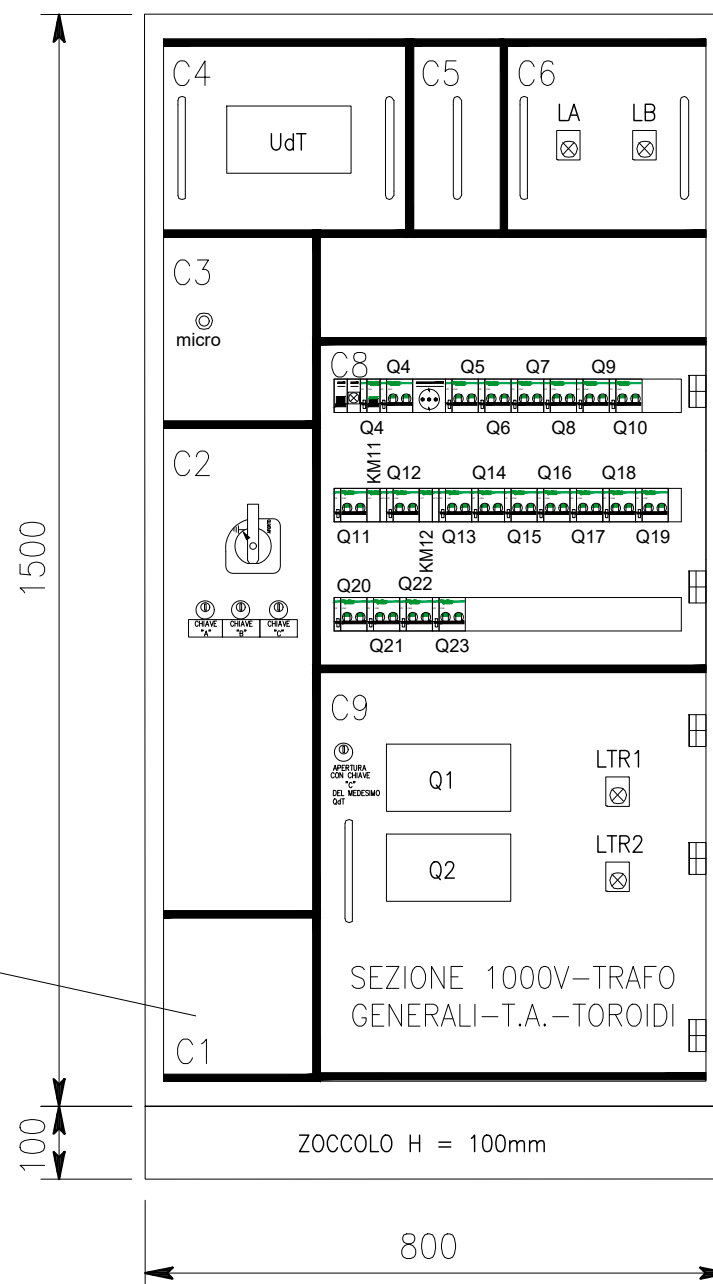 C4
C5
C6
UdT
LA
LB
C3
micro
C8
Q4
Q5
Q7
Q9
Q4
Q6
Q8
Q10
KM11
Q12
Q14
Q16
Q18
Q11
KM12
Q13
Q15
Q17
Q19
Q20
Q22
Q21
Q23
C2
CHIAVE
"A"
CHIAVE
"B"
CHIAVE
"C"
C9
APERTURA
CON CHIAVE
"C"
DEL MEDESIMO
QdT
Q1
LTR1
Q2
LTR2
SEZIONE 1000V-TRAFO
GENERALI-T.A.-TOROIDI
C1
ZOCCOLO H = 100mm
1500
100
800